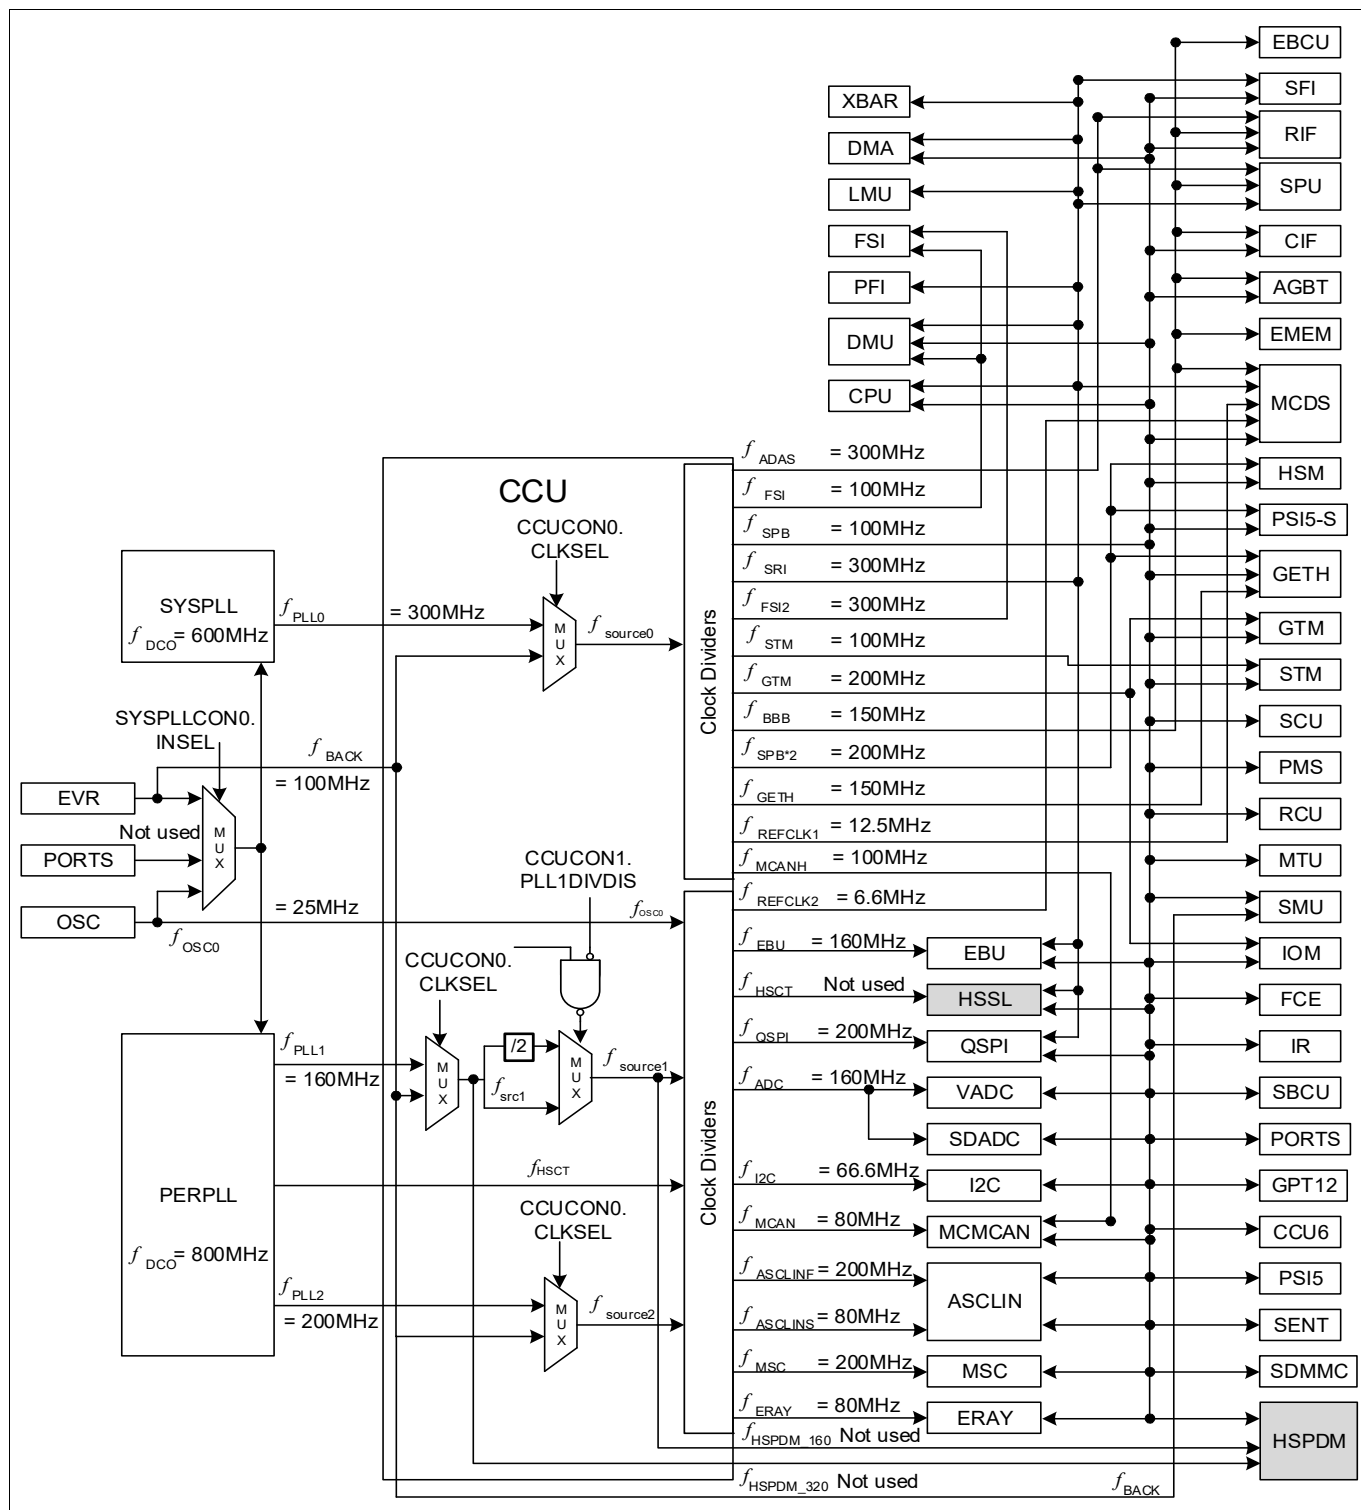 EBCU
SFI
XBAR
RIF
DMA
SPU
LMU
FSI
CIF
PFI
AGBT
DMU
EMEM
CPU
MCDS
f ADAS = 300MHz
CCU
HSM
f FSI = 100MHz
CCUCON0.
CLKSEL
PSI5-S
f SPB = 100MHz
f SRI = 300MHz
GETH
SYSPLL
f DCO = 600MHz
f PLL0 = 300MHz
MUX
f source0
Clock Dividers
f FSI2 = 300MHz
GTM
f STM = 100MHz
STM
f GTM = 200MHz
SYSPLLCON0.
INSEL
f BACK
= 100MHz
f BBB = 150MHz
SCU
f SPB*2 = 200MHz
PMS
EVR
f GETH = 150MHz
RCU
Not used
MUX
PORTS
f REFCLK1 = 12.5MHz
CCUCON1.
PLL1DIVDIS
f MCANH = 100MHz
MTU
f REFCLK2 = 6.6MHz
SMU
OSC
= 25MHz
f OSC0
f OSC0
f EBU = 160MHz
EBU
IOM
CCUCON0.
CLKSEL
f HSCT Not used
HSSL
FCE
f QSPI = 200MHz
QSPI
IR
f PLL1
= 160MHz
MUX
/2
f src1
MUX
f source1
Clock Dividers
f ADC = 160MHz
VADC
SBCU
SDADC
PORTS
PERPLL
f DCO = 800MHz
f HSCT
f I2C = 66.6MHz
I2C
GPT12
CCUCON0.
CLKSEL
f MCAN = 80MHz
MCMCAN
CCU6
f ASCLINF = 200MHz
ASCLIN
PSI5
f PLL2
= 200MHz
MUX
f source2
f ASCLINS = 80MHz
SENT
f MSC = 200MHz
MSC
SDMMC
f ERAY = 80MHz
ERAY
f HSPDM_160 Not used
HSPDM
f HSPDM_320 Not used
f BACK